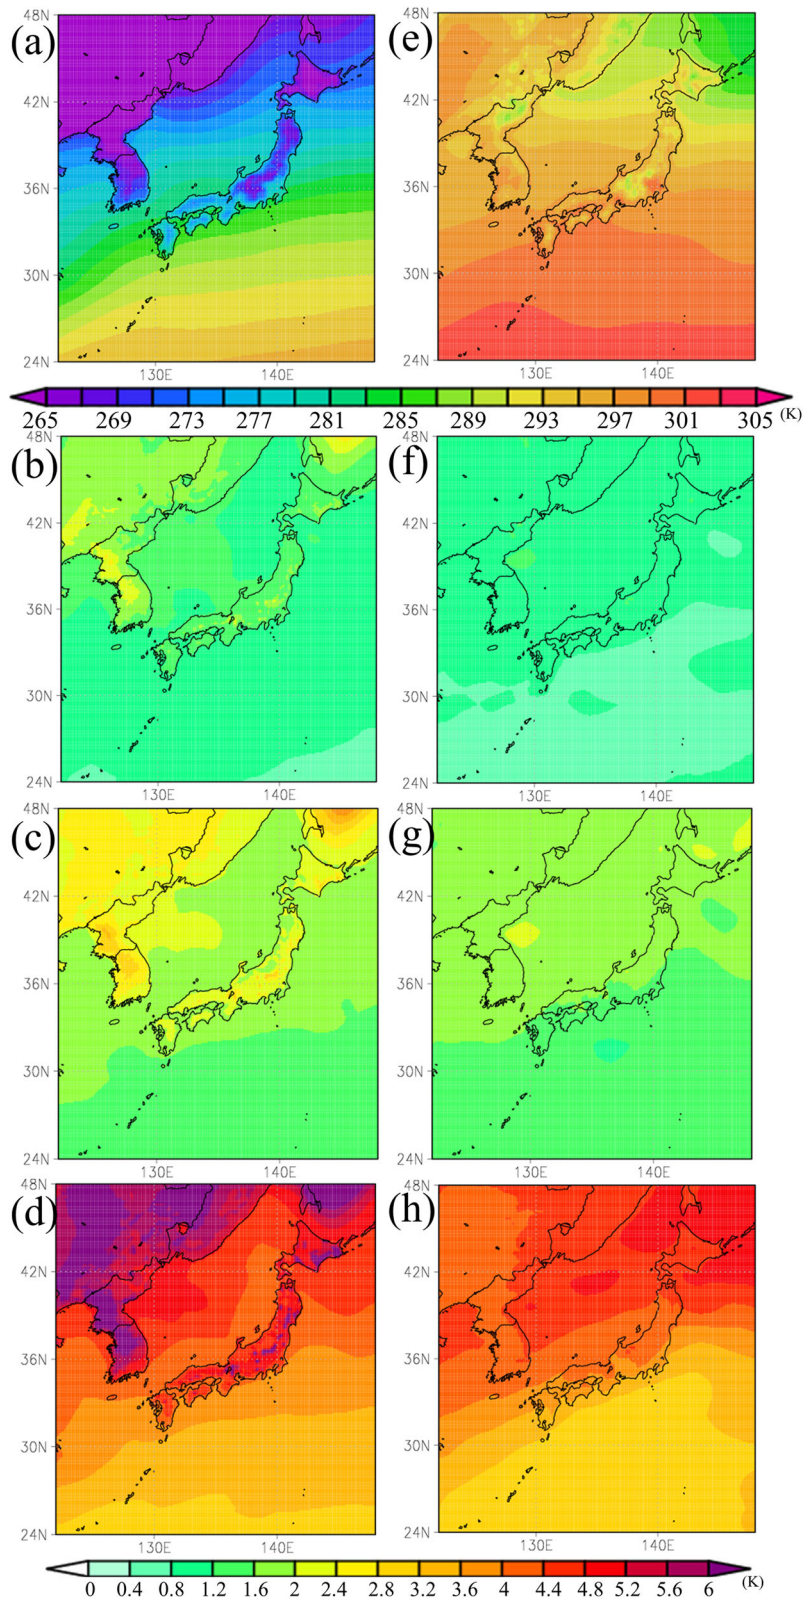 (a)
48N
42N
36N
30N
24N
130E 140E
(e)
48N
42N
36N
30N
24N
130E 140E
265 269 273 277 281 285 289 293 297 301 305 (K)
(b)
48N
42N
36N
30N
24N
130E 140E
(f)
48N
42N
36N
30N
24N
130E 140E
(c)
48N
42N
36N
30N
24N
130E 140E
(g)
48N
42N
36N
30N
24N
130E 140E
(d)
48N
42N
36N
30N
24N
130E 140E
(h)
48N
42N
36N
30N
24N
130E 140E
0 0.4 0.8 1.2 1.6 2 2.4 2.8 3.2 3.6 4 4.4 4.8 5.2 5.6 6 (K)